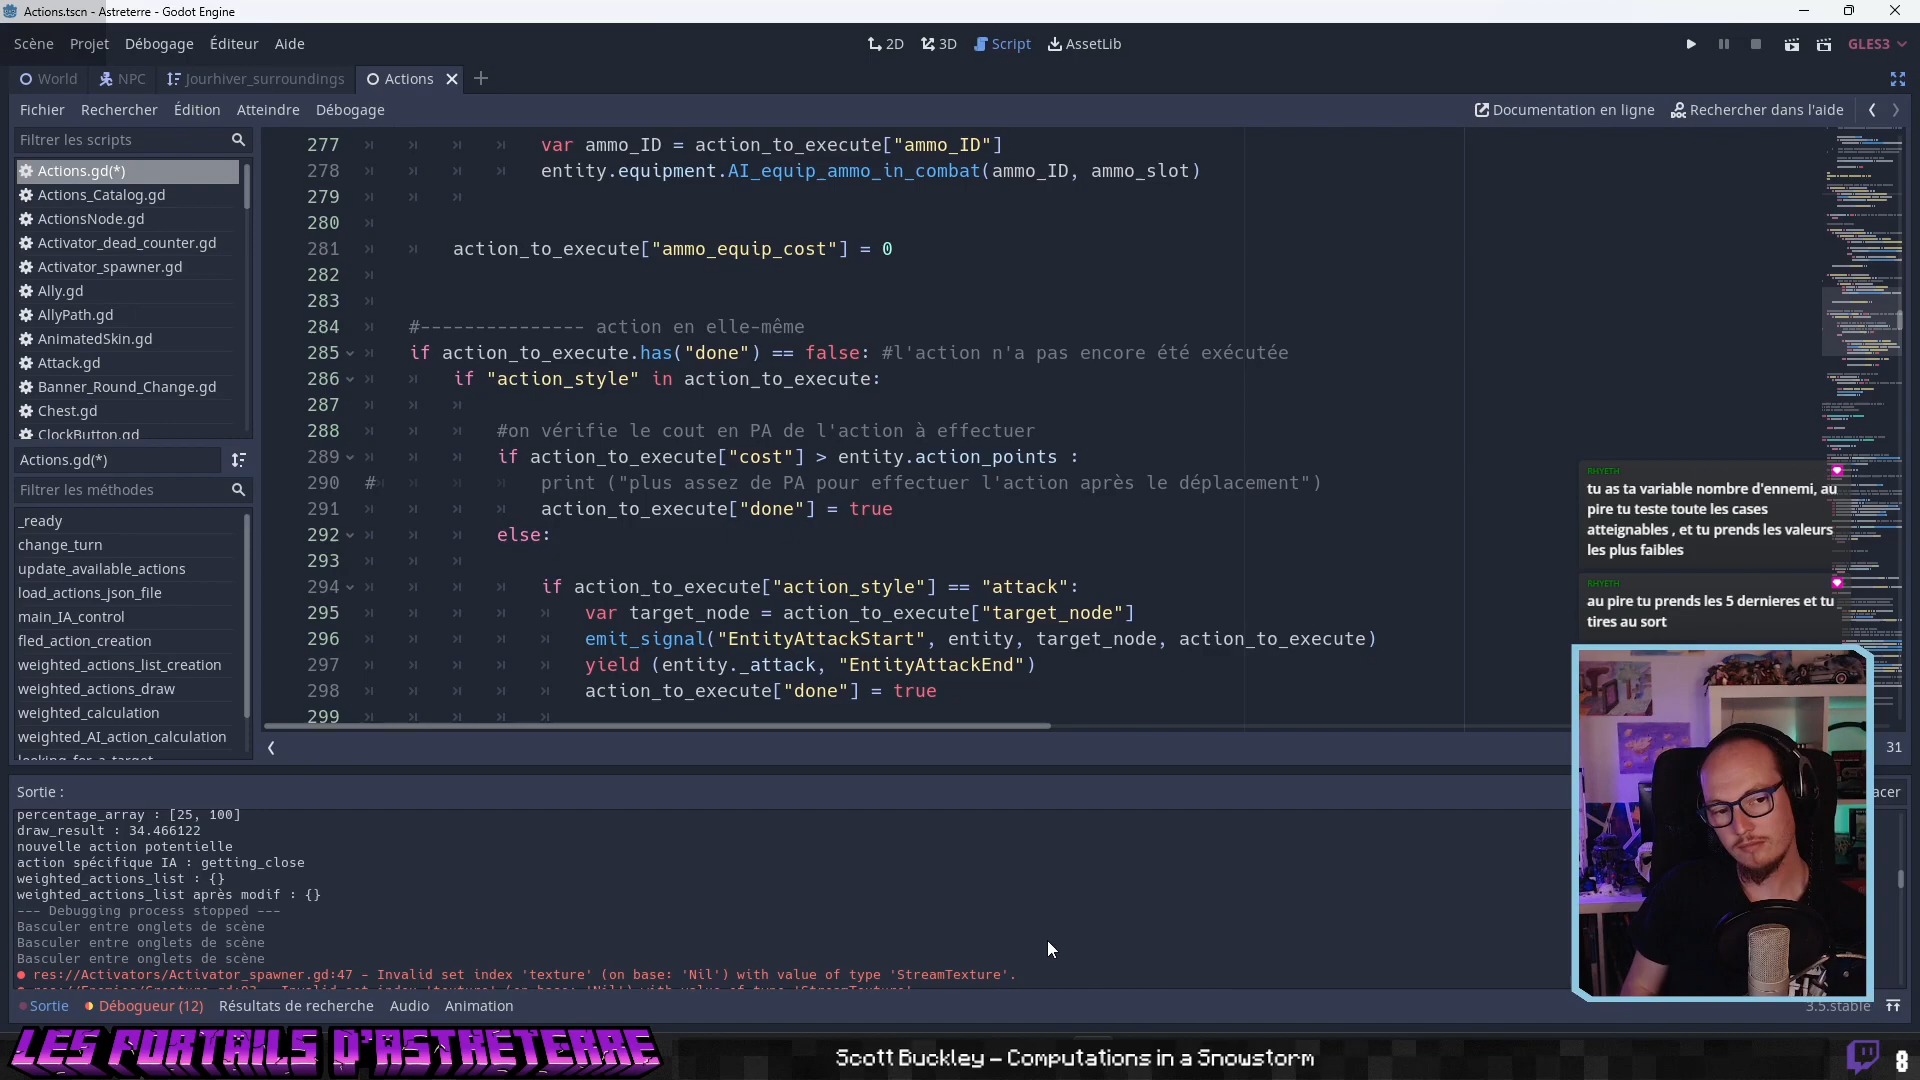 Actions.tscn - Astreterre - Godot Engine
Scène Projet Débogage Éditeur Aide
2D 3D Script AssetLib
GLES3
World NPC Jourhiver_surroundings Actions
Fichier Rechercher Édition Atteindre Débogage
Documentation en ligne Rechercher dans l'aide
Filtrer les scripts
Actions.gd(*)
Actions_Catalog.gd
ActionsNode.gd
Activator_dead_counter.gd
Activator_spawner.gd
Ally.gd
AllyPath.gd
AnimatedSkin.gd
Attack.gd
Banner_Round_Change.gd
Chest.gd
ClockButton.gd
Actions.gd(*)
Filtrer les méthodes
_ready
change_turn
update_available_actions
load_actions_json_file
main_IA_control
fled_action_creation
weighted_actions_list_creation
weighted_actions_draw
weighted_calculation
weighted_AI_action_calculation
looking-for-a-target
277 var ammo_ID = action_to_execute["ammo_ID"]
278 entity.equipment.AI_equip_ammo_in_combat(ammo_ID, ammo_slot)
279
280
281 action_to_execute["ammo_equip_cost"] = 0
282
283
284 #--------------- action en elle-même
285 if action_to_execute.has("done") == false: #l'action n'a pas encore été exécutée
286 if "action_style" in action_to_execute:
287
288 #on vérifie le cout en PA de l'action à effectuer
289 if action_to_execute["cost"] > entity.action_points :
290 # print ("plus assez de PA pour effectuer l'action après le déplacement")
291 action_to_execute["done"] = true
292 else:
293
294 if action_to_execute["action_style"] == "attack":
295 var target_node = action_to_execute["target_node"]
296 emit_signal("EntityAttackStart", entity, target_node, action_to_execute)
297 yield (entity._attack, "EntityAttackEnd")
298 action_to_execute["done"] = true
299
31
RHYETH
tu as ta variable nombre d'ennemi, au
pire tu teste toute les cases
atteignables , et tu prends les valeurs
les plus faibles
RHYETH
au pire tu prends les 5 dernieres et tu
tires au sort
Sortie :
acer
percentage_array : [25, 100]
draw_result : 34.466122
nouvelle action potentielle
action spécifique IA : getting_close
weighted_actions_list : {}
weighted_actions_list après modif : {}
--- Debugging process stopped ---
Basculer entre onglets de scène
Basculer entre onglets de scène
Basculer entre onglets de scène
res://Activators/Activator_spawner.gd:47 - Invalid set index 'texture' (on base: 'Nil') with value of type 'StreamTexture'.
Sortie Débogueur (12) Résultats de recherche Audio Animation
3.5.stable
LES PORTAILS D'ASTRETERRE
Scott Buckley – Computations in a Snowstorm
8